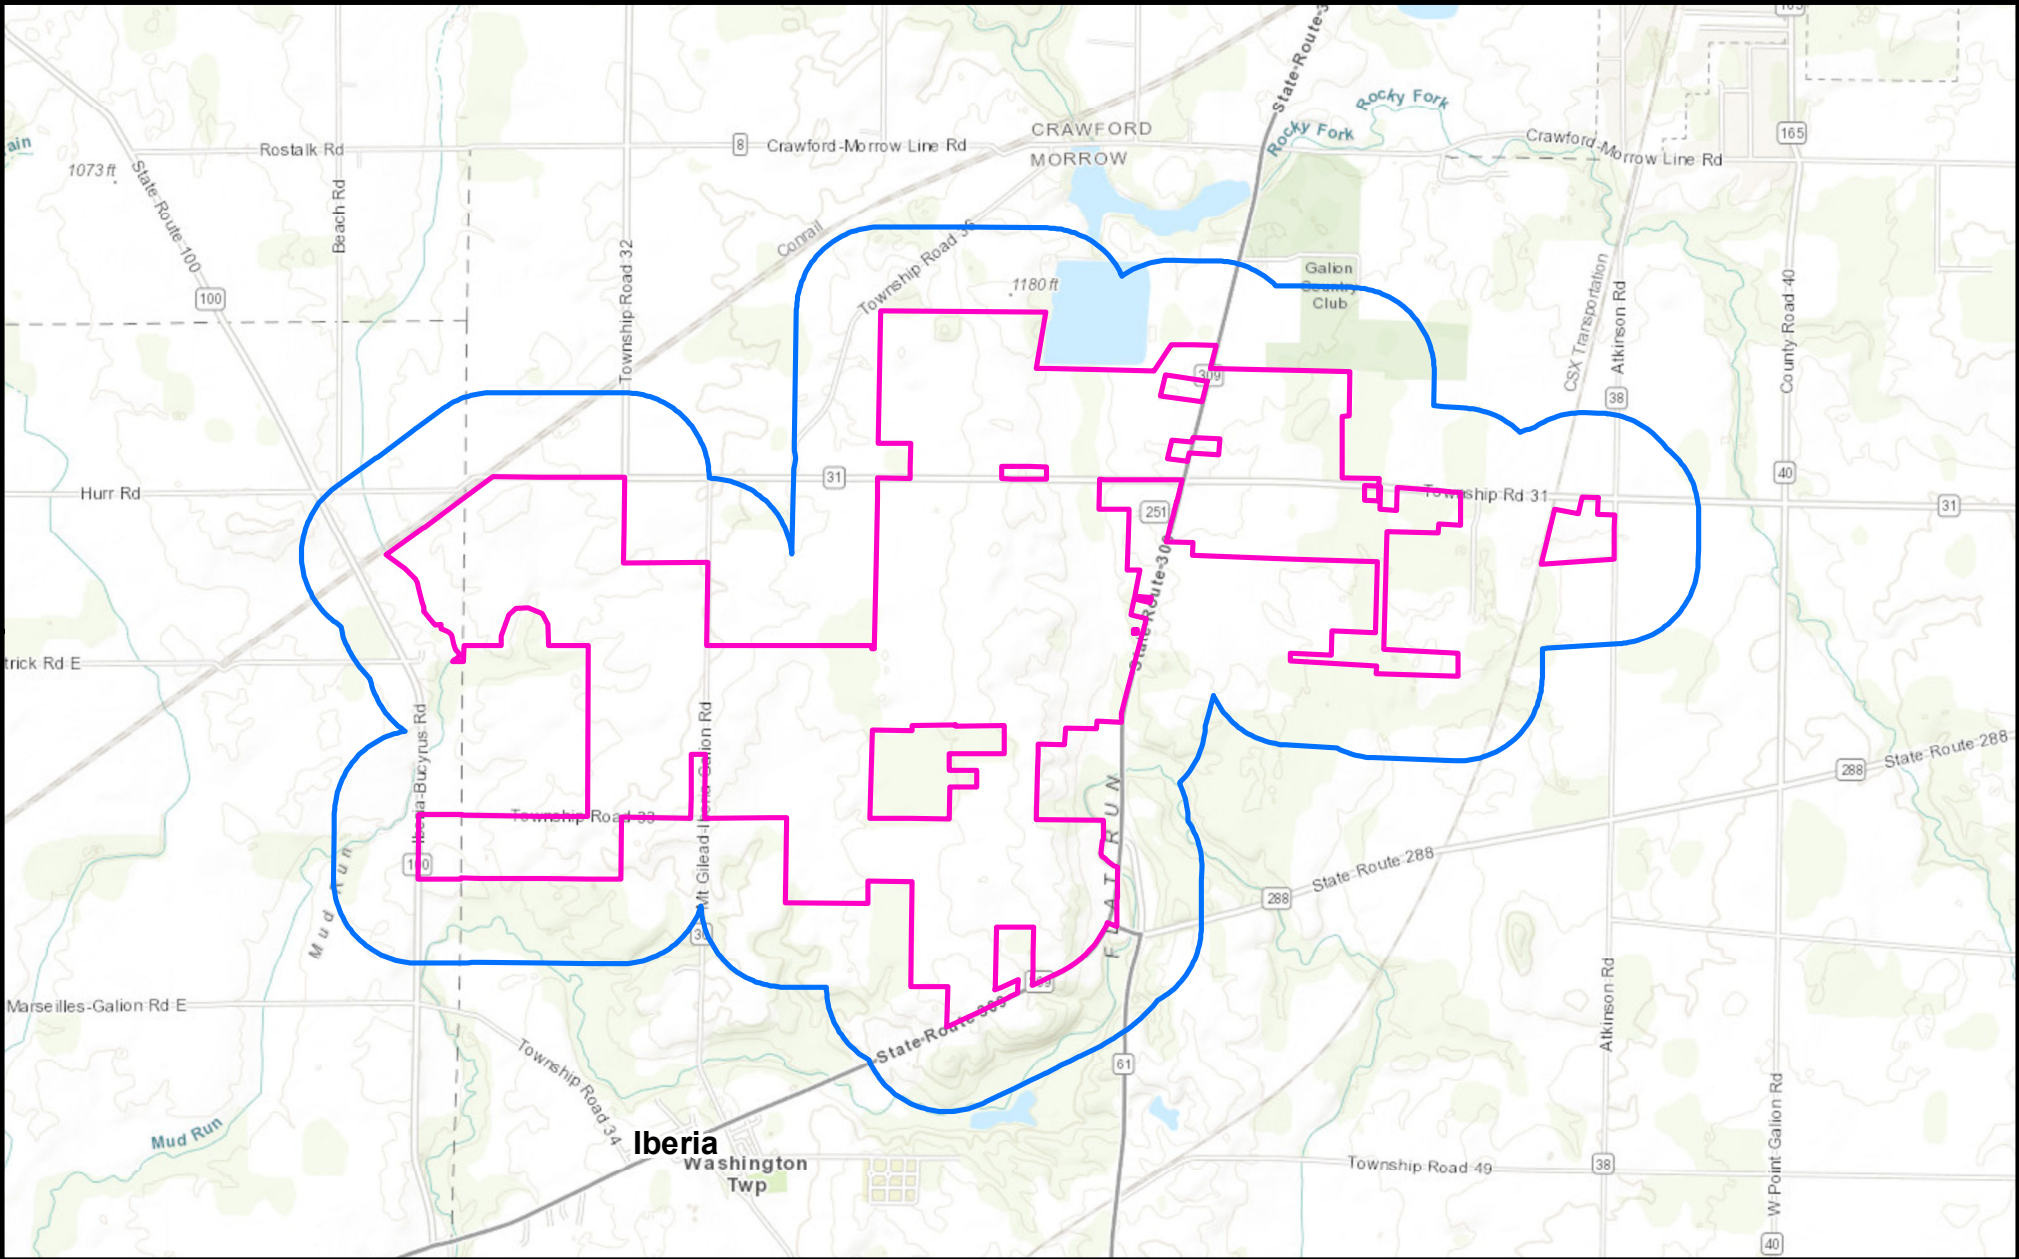 165
State-Route-3
Rocky Fork
Rocky Fork
CRAWFORD
MORROW
8
Crawford-Morrow Line Rd
Crawford-Morrow Line Rd
165
Rostalk Rd
ain
1073 ft
State-Route-100
Beach Rd
100
Township Road 32
Conrail
Township Road 36
1180 ft
Galion
Country
Club
CSX Transportation
Atkinson Rd
County Road 40
309
38
Hurr Rd
31
Township Rd 31
40
31
251
State-Route-309
trick Rd E
Iberia-Bucyrus Rd
Mt Gilead-Iberia-Galion Rd
Township Road 33
100
Mud Run
30
FLAT RUN
288
State-Route-288
State-Route-288
288
309
State-Route-309
Marseilles-Galion Rd E
Township Road 34
Mud Run
Iberia
Washington
Twp
61
Atkinson Rd
W Point Galion Rd
Township Road 49
38
40